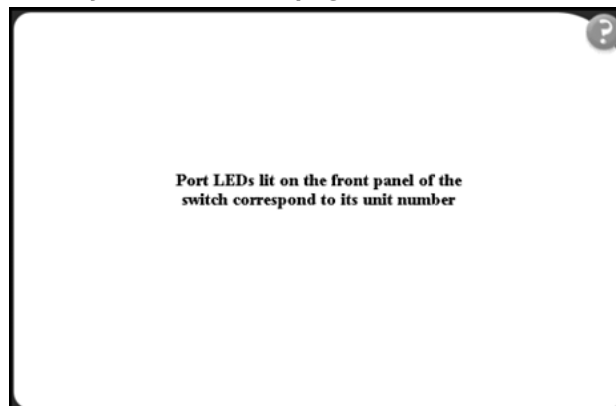 Port LEDs lit on the front panel of the
switch correspond to its unit number
?